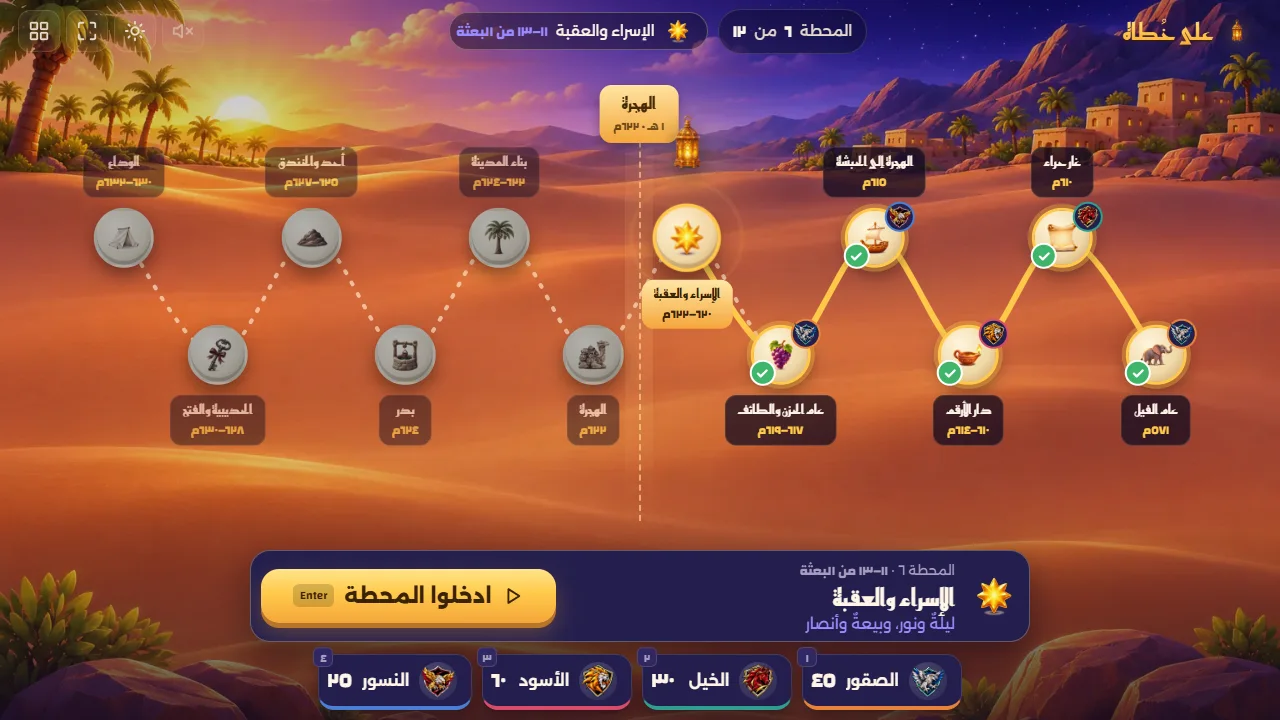 على خُطاه
المحطة ٦ من ١٢
الإسراء والعقبة ١١–١٣ من البعثة
الهجرة
١ هـ · ٦٢٢م
غار حراء
٦١٠م
الهجرة إلى الحبشة
٦١٥م
بناء المدينة
٦٢٢–٦٢٤م
أُحد والخندق
٦٢٥–٦٢٧م
الوداع
٦٣٠–٦٣٢م
الإسراء والعقبة
٦٢٠–٦٢٢م
عام الفيل
٥٧١م
دار الأرقم
٦١٠–٦١٤م
عام الحزن والطائف
٦١٧–٦١٩م
الهجرة
٦٢٢م
بدر
٦٢٤م
الحديبية والفتح
٦٢٨–٦٣٠م
المحطة ٦ · ١١–١٣ من البعثة
الإسراء والعقبة
ليلةٌ ونور، وبيعةٌ وأنصار
ادخلوا المحطة Enter
١
الصقور ٤٥
٢
الخيل ٣٠
٣
الأسود ٦٠
٤
النسور ٢٥